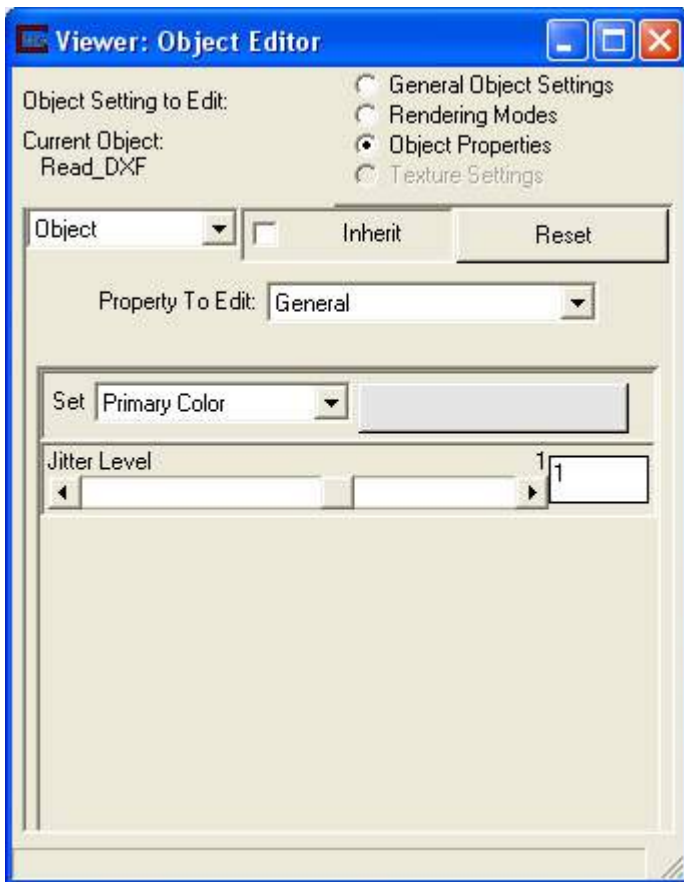 Viewer: Object Editor
Object Setting to Edit:
General Object Settings
Rendering Modes
Current Object:
Read_DXF
Object Properties
Texture Settings
Object
Inherit
Reset
Property To Edit: General
Set Primary Color
Jitter Level 1 1